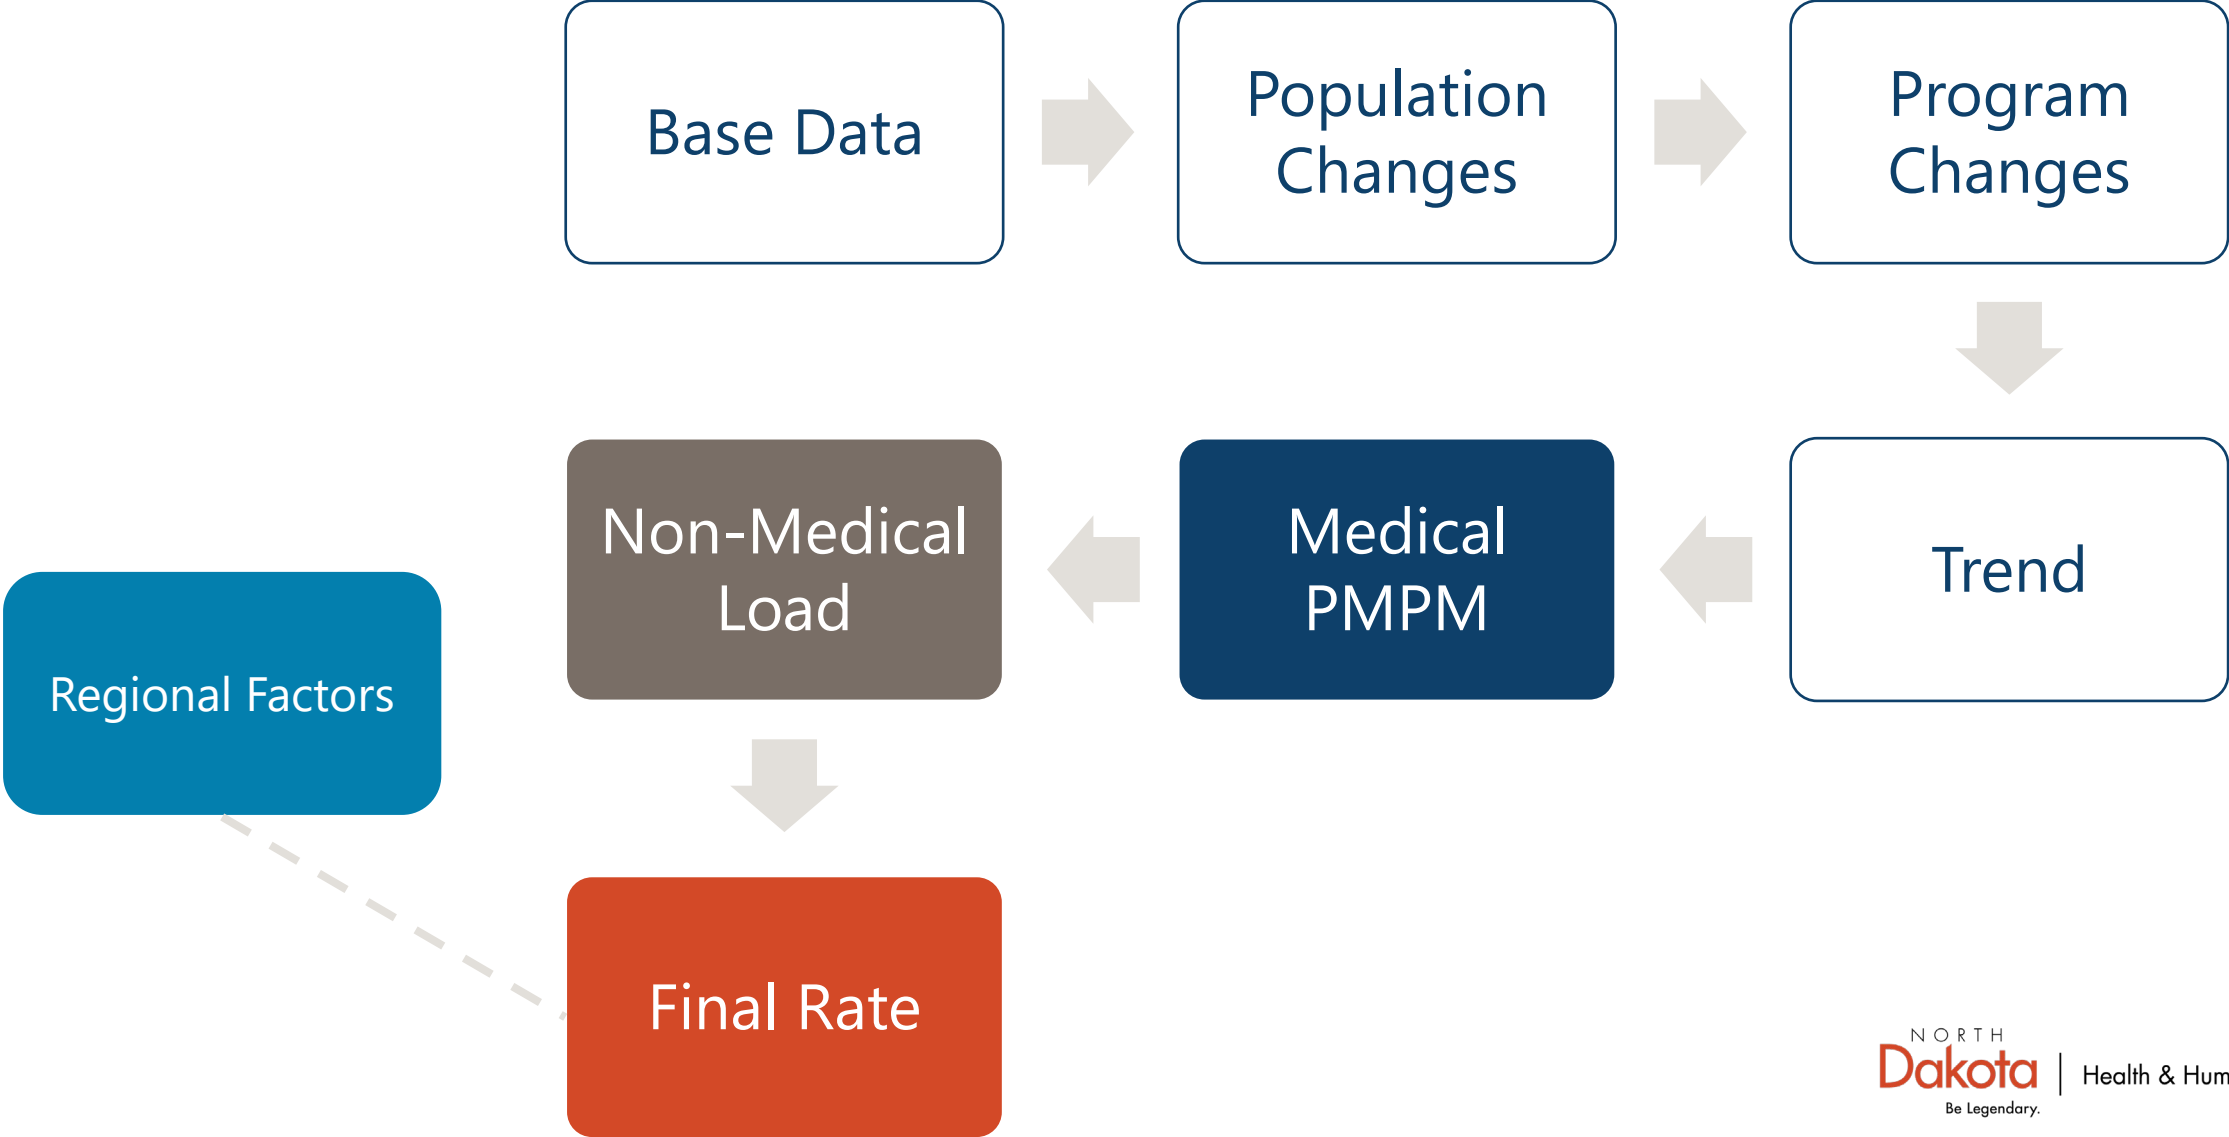 Base Data
Population
Changes
Program
Changes
Trend
Medical
PMPM
Non-Medical
Load
Regional Factors
Final Rate
NORTH
Dakota
Be Legendary.
Health & Hum